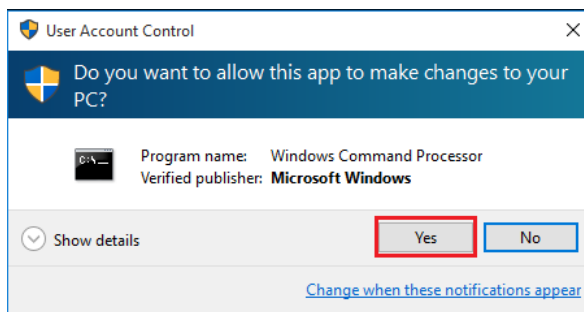 User Account Control
Do you want to allow this app to make changes to your
PC?
C:\_
Program name: Windows Command Processor
Verified publisher: Microsoft Windows
Show details
Yes
No
Change when these notifications appear